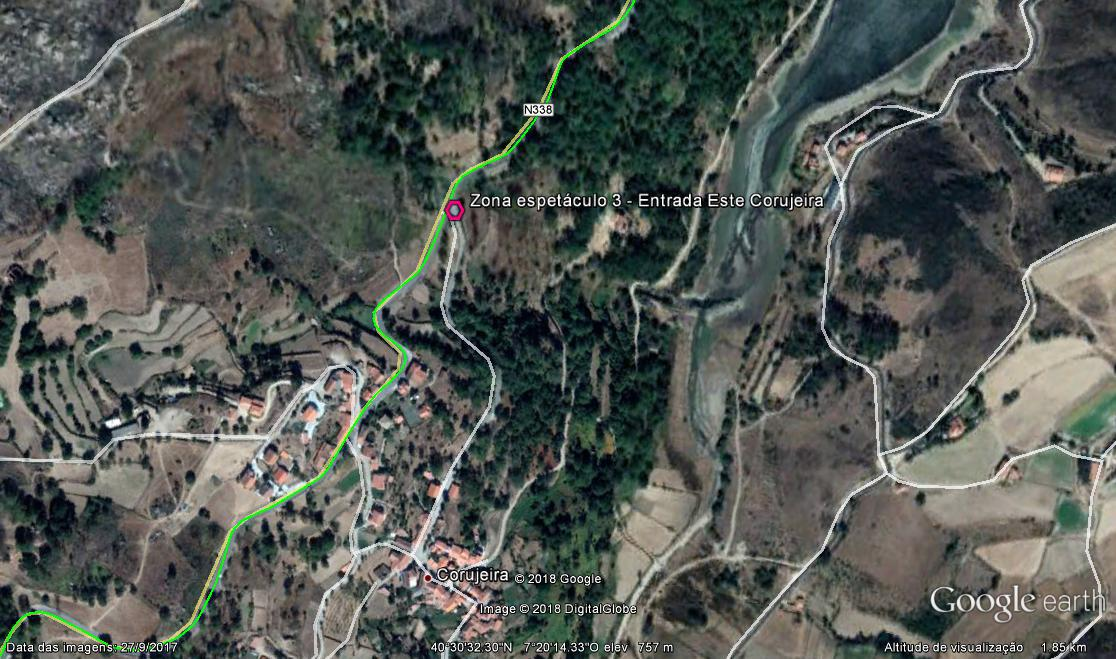 N338
Zona espetáculo 3 - Entrada Este Corujeira
Corujeira
© 2018 Google
Image © 2018 DigitalGlobe
Google earth
Data das imagens: 27/9/2017 40°30'32.30"N 7°20'14.33"O elev 757 m Altitude de visualização 1.85 km